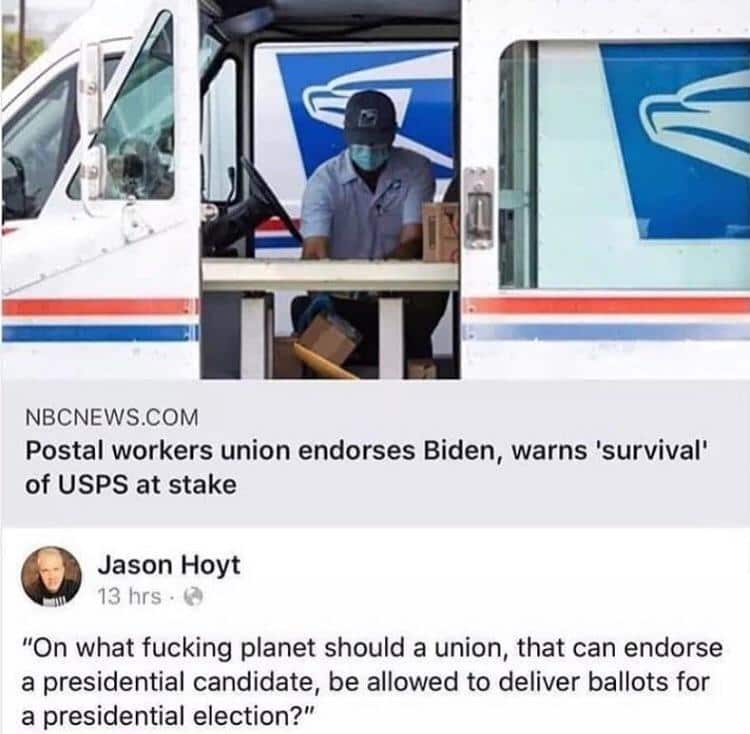 NBCNEWS.COM
Postal workers union endorses Biden, warns 'survival'
of USPS at stake
Jason Hoyt
13 hrs ·
"On what fucking planet should a union, that can endorse
a presidential candidate, be allowed to deliver ballots for
a presidential election?"